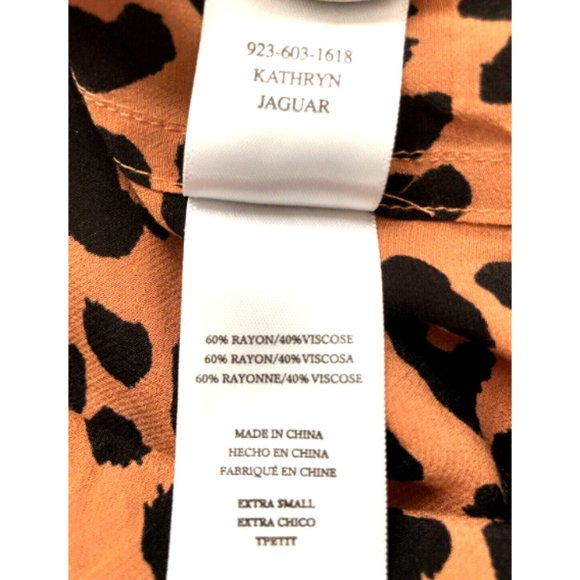 923-603-1618
KATHRYN
JAGUAR
60% RAYON/40%VISCOSE
60% RAYON/40%VISCOSA
60% RAYONNE/40%VISCOSE
MADE IN CHINA
HECHO EN CHINA
FABRIQUÉ EN CHINE
EXTRA SMALL
EXTRA CHICO
TPETIT